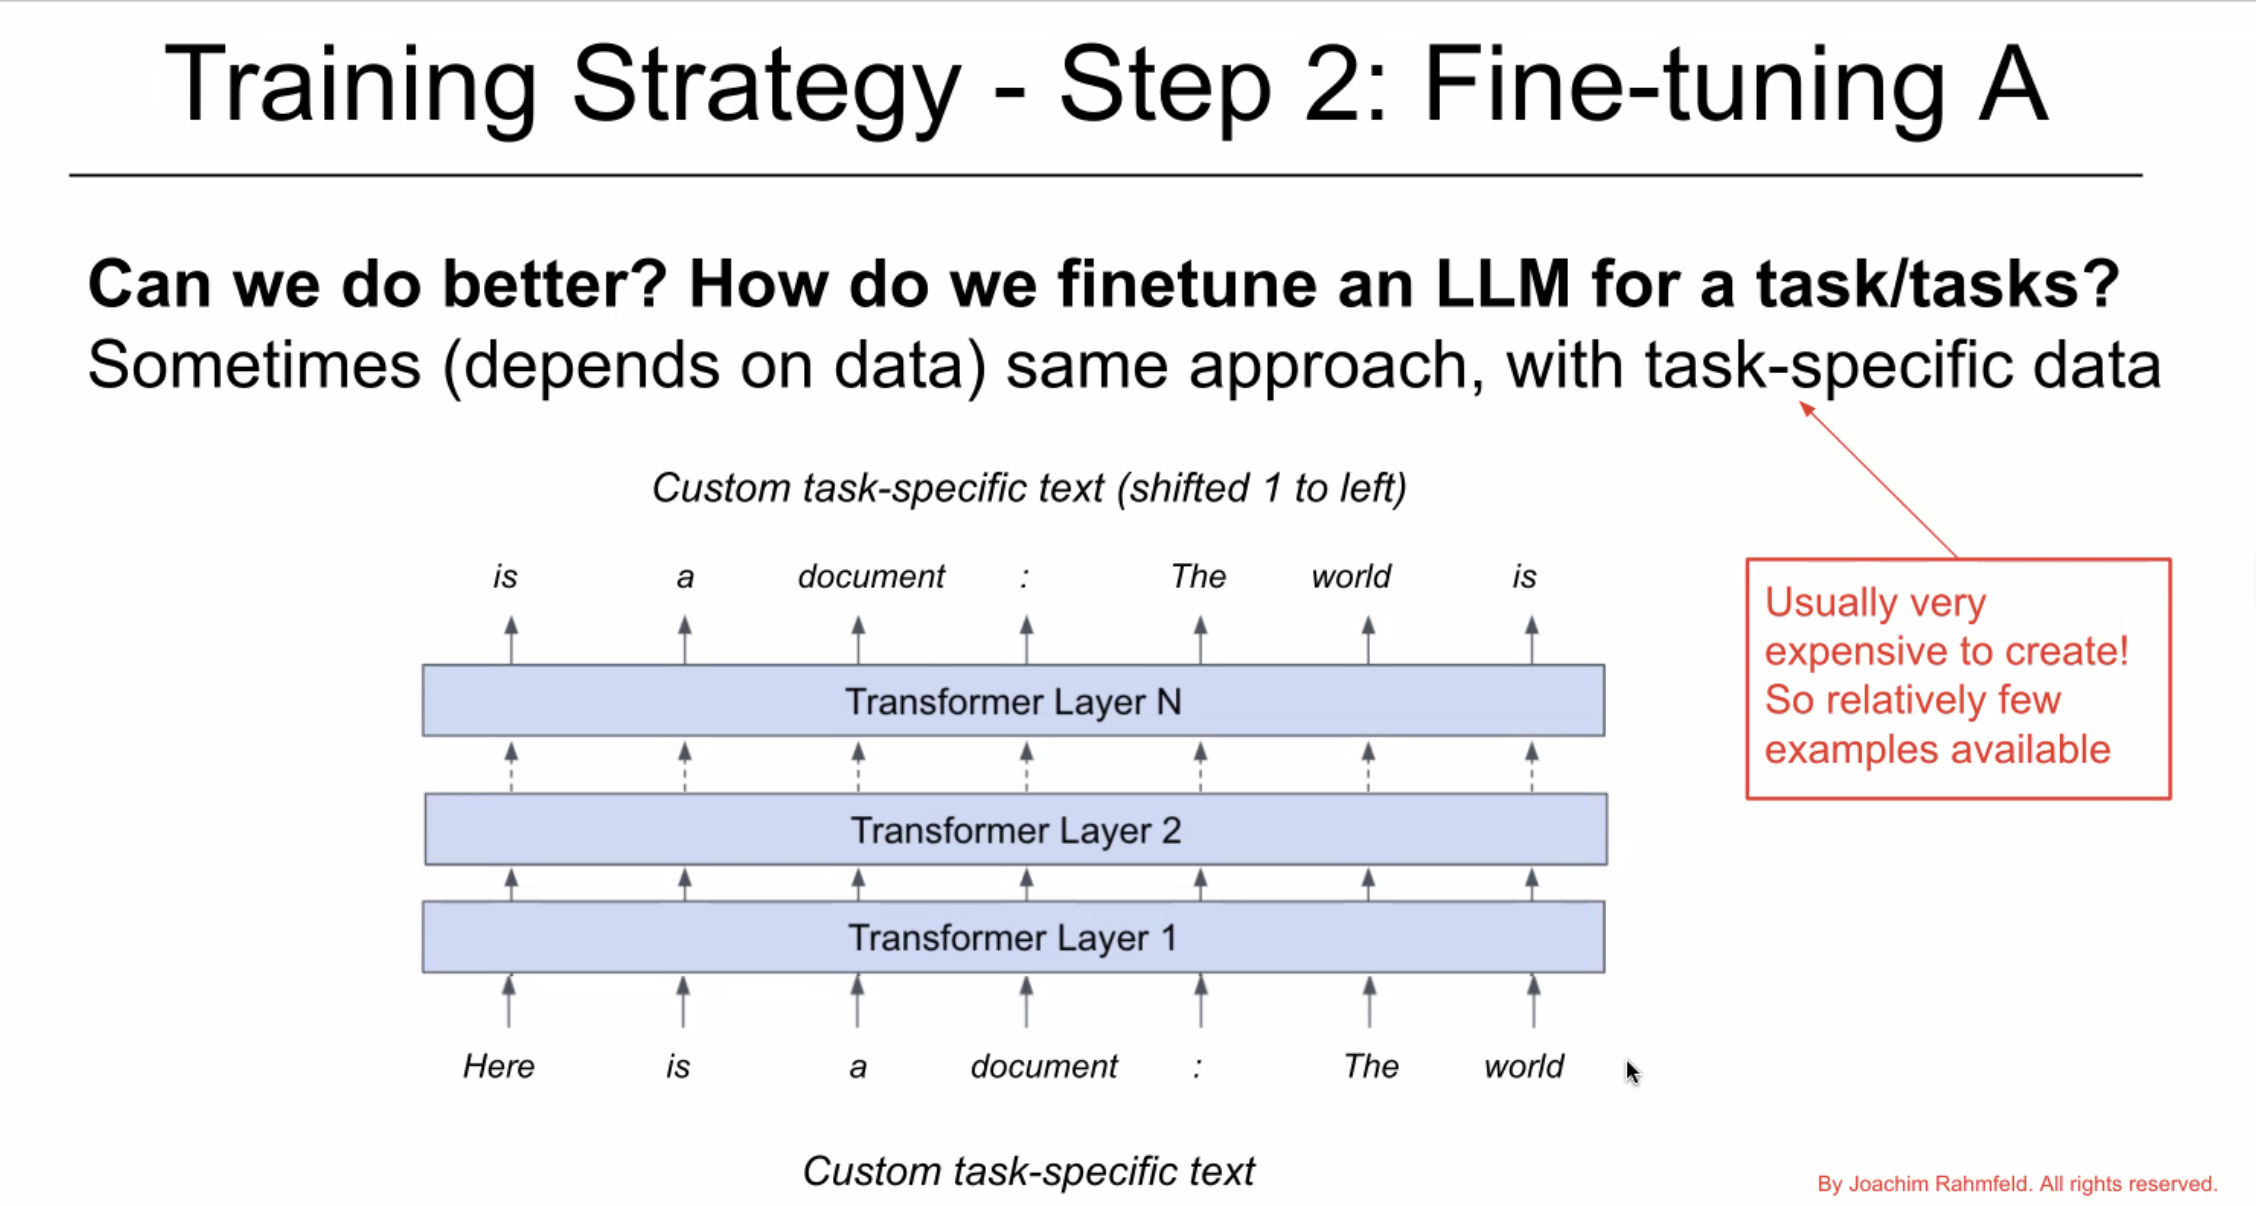 Training Strategy - Step 2: Fine-tuning A
Can we do better? How do we finetune an LLM for a task/tasks?
Sometimes (depends on data) same approach, with task-specific data
Custom task-specific text (shifted 1 to left)
is a document : The world is
Transformer Layer N
Transformer Layer 2
Transformer Layer 1
Here is a document : The world
Custom task-specific text
Usually very
expensive to create!
So relatively few
examples available
By Joachim Rahmfeld. All rights reserved.